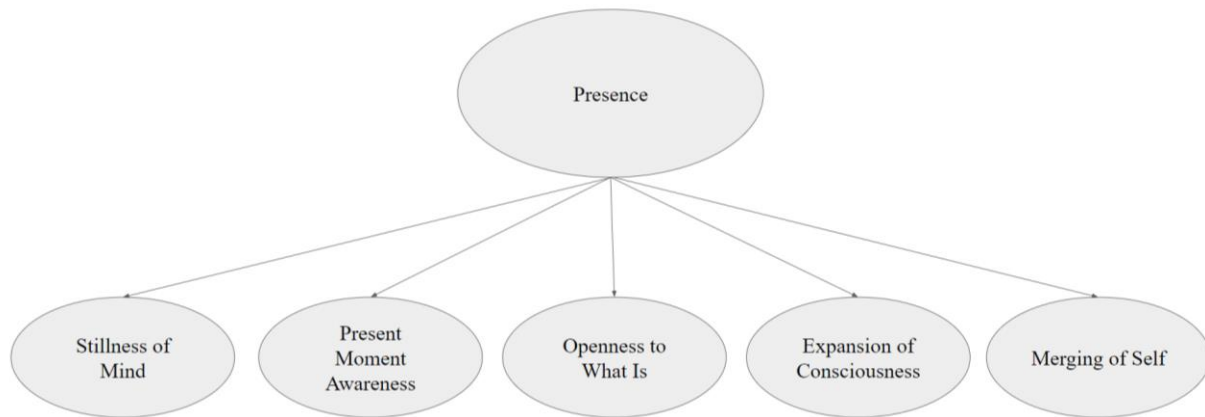 Presence
Stillness of
Mind
Present
Moment
Awareness
Openness to
What Is
Expansion of
Consciousness
Merging of Self